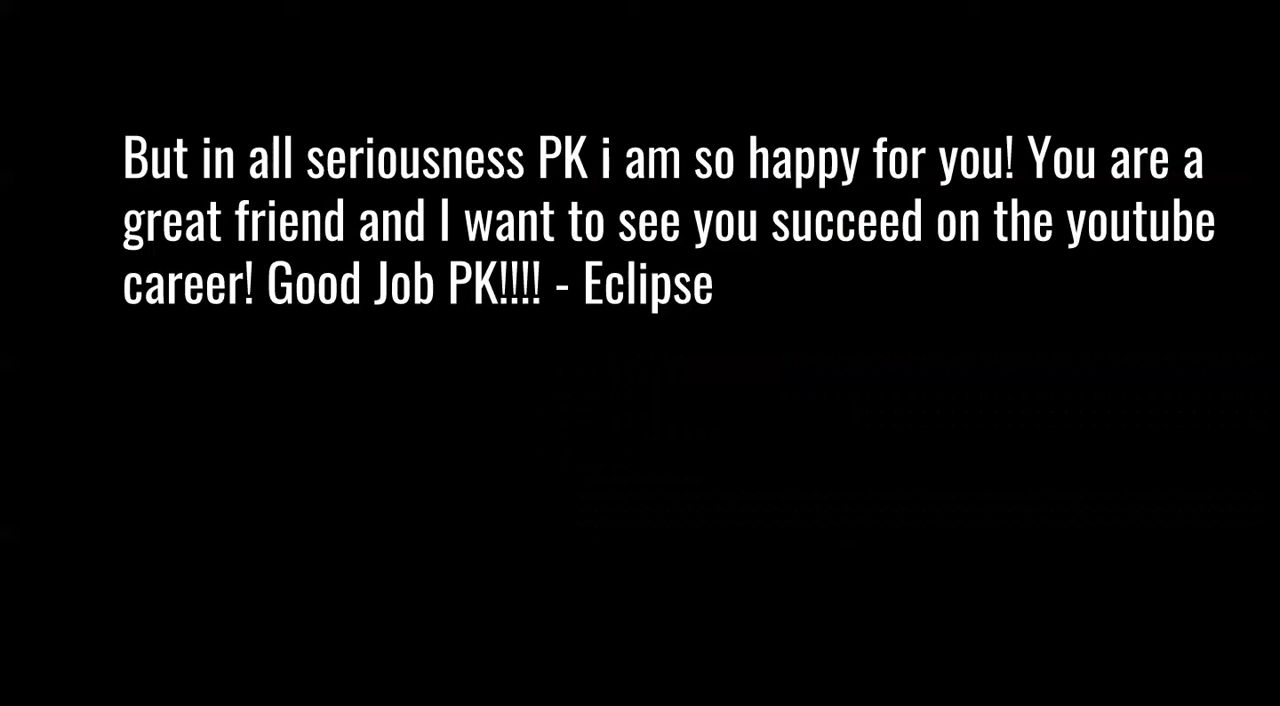 But in all seriousness PK i am so happy for you! You are a
great friend and I want to see you succeed on the youtube
career! Good Job PK!!!! - Eclipse